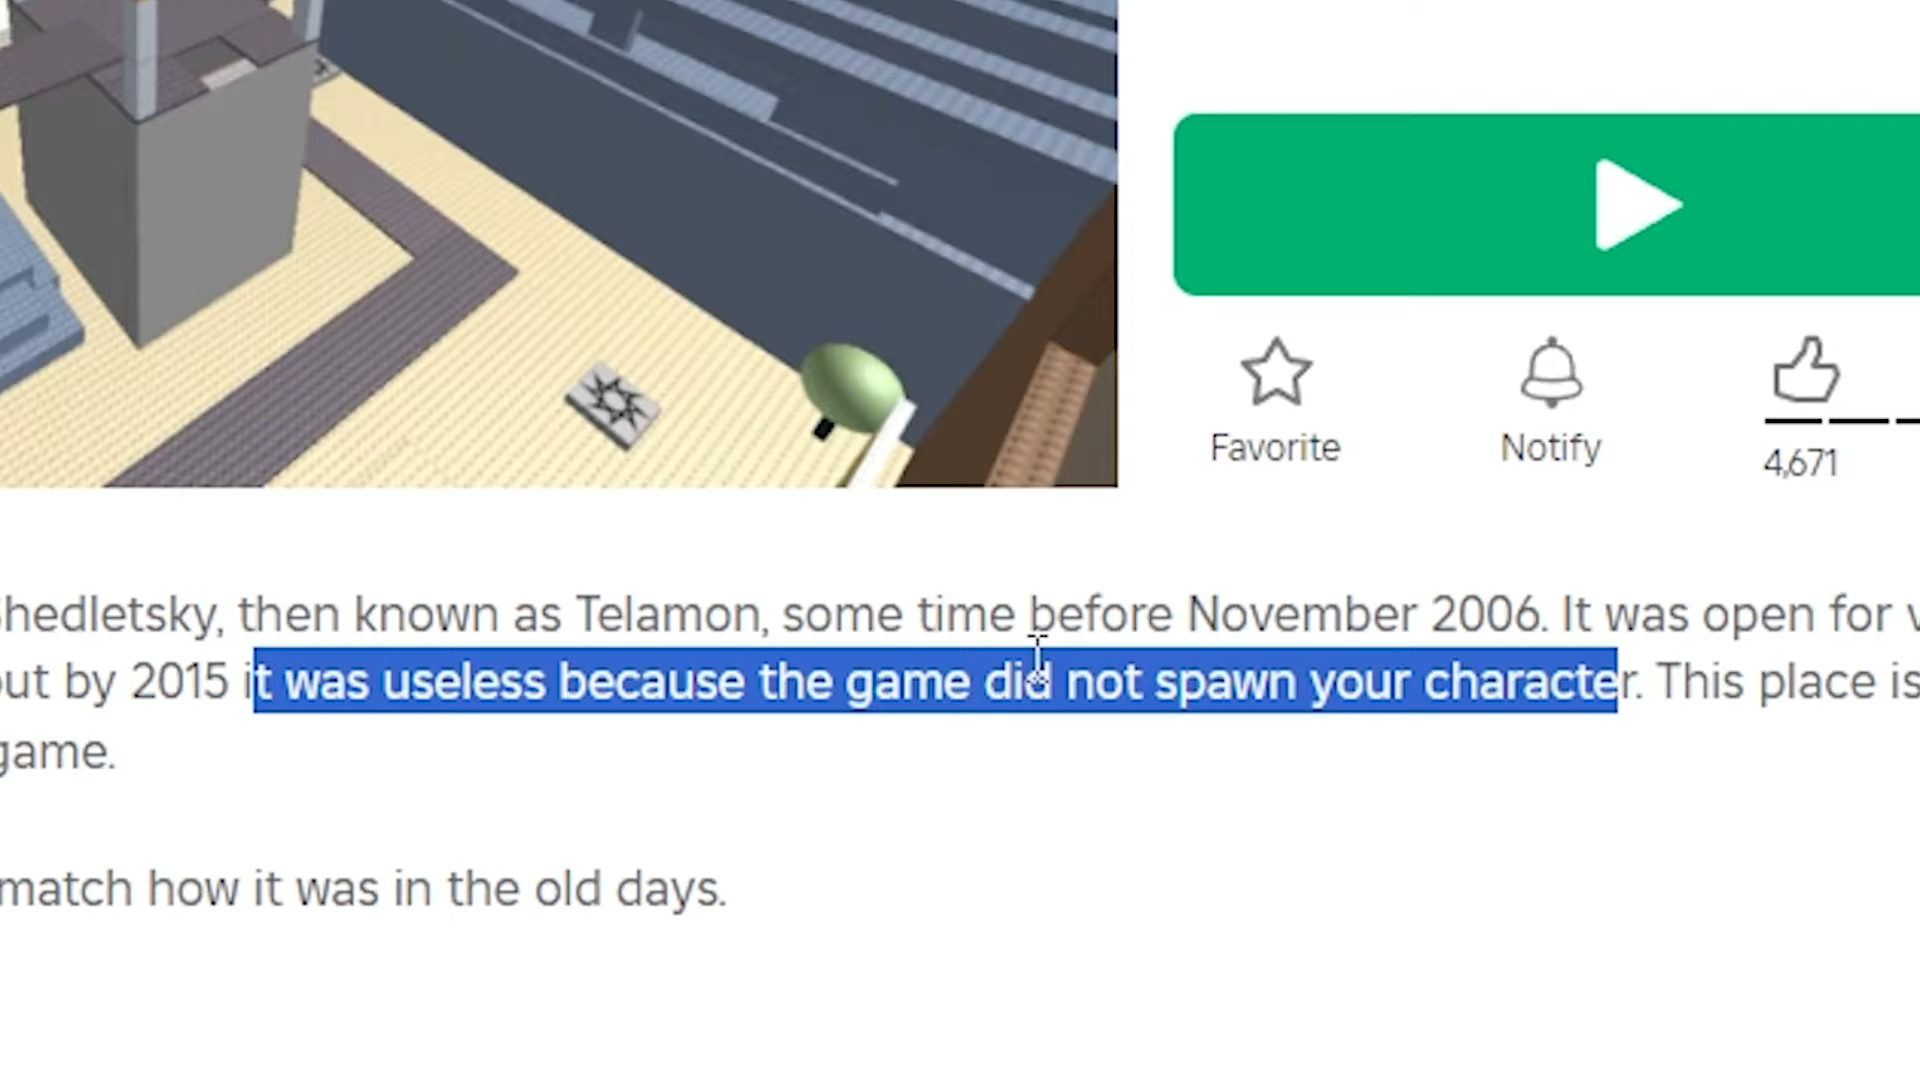 Favorite
Notify
4,671
Shedletsky, then known as Telamon, some time before November 2006. It was open for
but by 2015 it was useless because the game did not spawn your character. This place is
game.
match how it was in the old days.